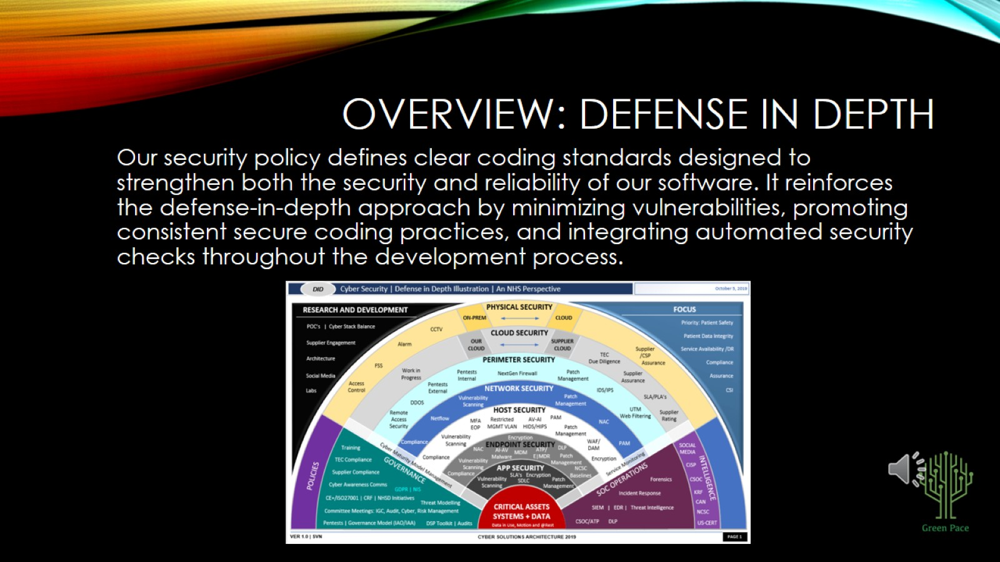 OVERVIEW: DEFENSE IN DEPTH
Our security policy defines clear coding standards designed to
strengthen both the security and reliability of our software. It reinforces
the defense-in-depth approach by minimizing vulnerabilities, promoting
consistent secure coding practices, and integrating automated security
checks throughout the development process.
DID
Cyber Security | Defense in Depth Illustration | An NHS Perspective
October 5, 2019
RESEARCH AND DEVELOPMENT
POC's | Cyber Stack Balance
Supplier Engagement
Architecture
Social Media
Labs
FOCUS
Priority: Patient Safety
Patient Data Integrity
Service Availability /DR
Compliance
Assurance
CSI
PHYSICAL SECURITY
ON-PREM
CLOUD
CCTV
Alarm
FSS
Access
Control
Supplier
/CSP
Assurance
CLOUD SECURITY
OUR
CLOUD
SUPPLIER
CLOUD
Work in
Progress
TEC
Due Diligence
Supplier
Assurance
SLA/PLA's
Supplier
Rating
PERIMETER SECURITY
Pentests
Internal
NextGen Firewall
Patch
Management
Pentests
External
IDS/IPS
DDOS
UTM
Web Filtering
Remote
Access
Security
NETWORK SECURITY
Vulnerability
Scanning
Patch
Management
Netflow
NAC
Compliance
PAM
HOST SECURITY
MFA
EOP
Restricted
MGMT VLAN
AV-AI
HIDS/HIPS
PAM
Patch
Management
Vulnerability
Scanning
WAF/
DAM
Compliance
Encryption
Encryption
ENDPOINT SECURITY
NAC
AI-AV
Malware
MDM
ATP/
E|MDR
DLP
Patch
Management
Vulnerability
Scanning
Compliance
NCSC
Baselines
APP SECURITY
Vulnerability
Scanning
SLA's
Encryption
SDLC
Patch
Management
CRITICAL ASSETS
SYSTEMS + DATA
Data in Use, Motion and @Rest
Cyber Maturity Model Management
Service Monitoring
POLICIES
GOVERNANCE
Training
TEC Compliance
Supplier Compliance
Cyber Awareness Comms
GDPR | NIS
CE+/ISO27001 | CRF | NHSD Initiatives
Threat Modelling
Committee Meetings: IGC, Audit, Cyber, Risk Management
Pentests | Governance Model (IAO/IAA)
DSP Toolkit | Audits
SOC OPERATIONS
Forensics
Incident Response
SIEM | EDR | Threat Intelligence
CSOC/ATP
DLP
INTELLIGENCE
SOCIAL
MEDIA
CISP
CSOC
KRF
CAN
NCSC
US-CERT
VER 1.0 | SVN
CYBER SOLUTIONS ARCHITECTURE 2019
PAGE 1
Green Pace